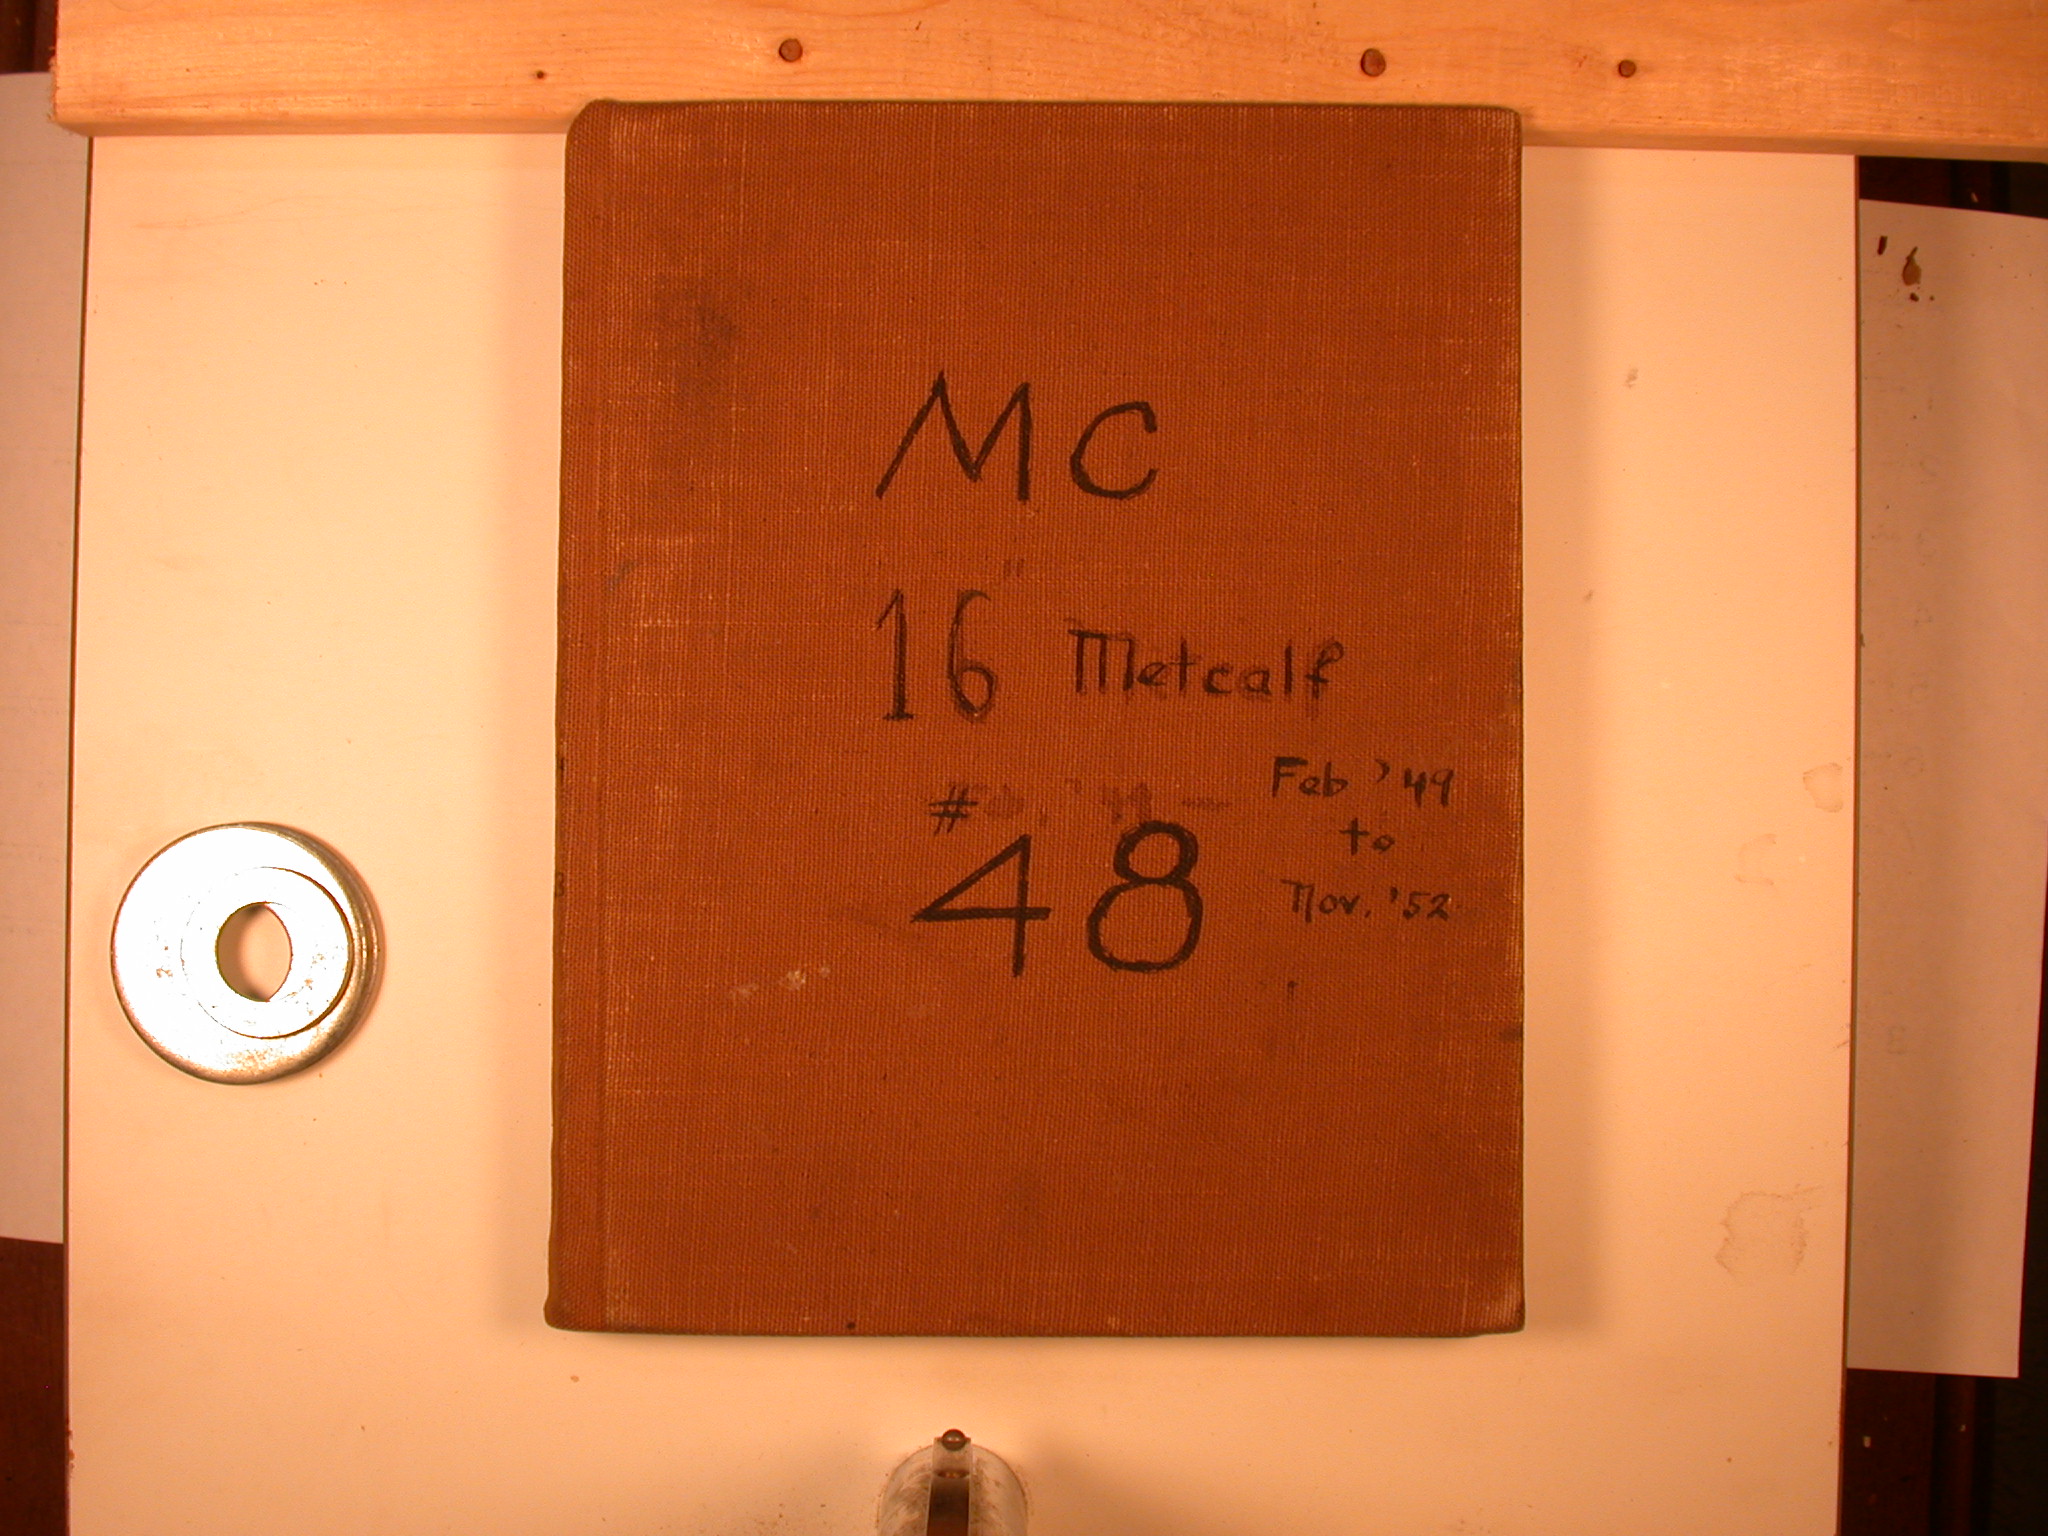 MC
16" Metcalf
#48
Feb '49
to
Nov. '52